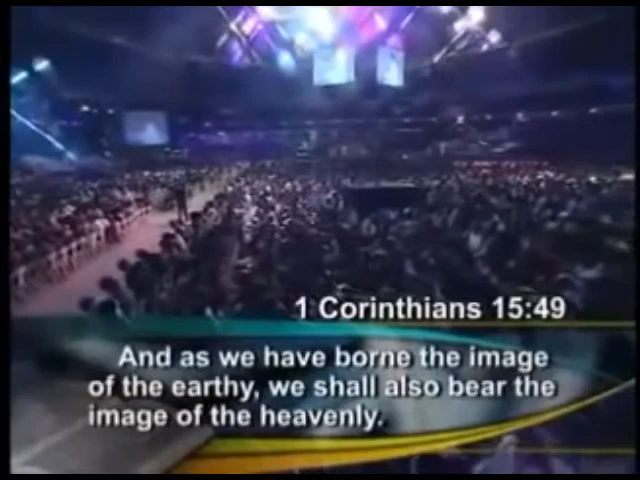 1 Corinthians 15:49
And as we have borne the image
of the earthy, we shall also bear the
image of the heavenly.